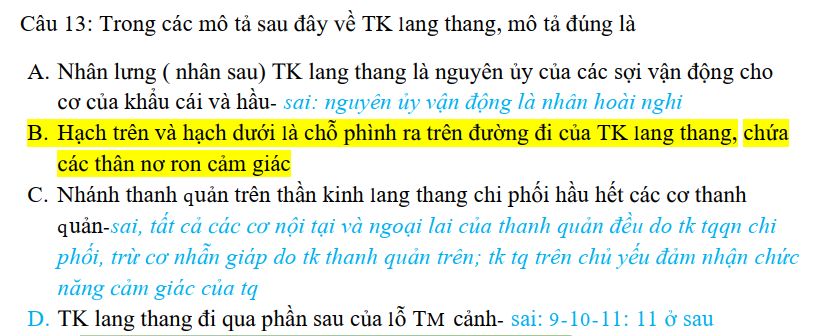 Câu 13: Trong các mô tả sau đây về TK lang thang, mô tả đúng là
A. Nhân lưng ( nhân sau) TK lang thang là nguyên ủy của các sợi vận động cho
cơ của khẩu cái và hầu- sai: nguyên ủy vận động là nhân hoài nghi
B. Hạch trên và hạch dưới là chỗ phình ra trên đường đi của TK lang thang, chứa
các thân nơ ron cảm giác
C. Nhánh thanh quản trên thần kinh lang thang chi phối hầu hết các cơ thanh
quản-sai, tất cả các cơ nội tại và ngoại lai của thanh quản đều do tk tqqn chi
phối, trừ cơ nhẫn giáp do tk thanh quản trên; tk tq trên chủ yếu đảm nhận chức
năng cảm giác của tq
D. TK lang thang đi qua phần sau của lỗ TM cảnh- sai: 9-10-11: 11 ở sau